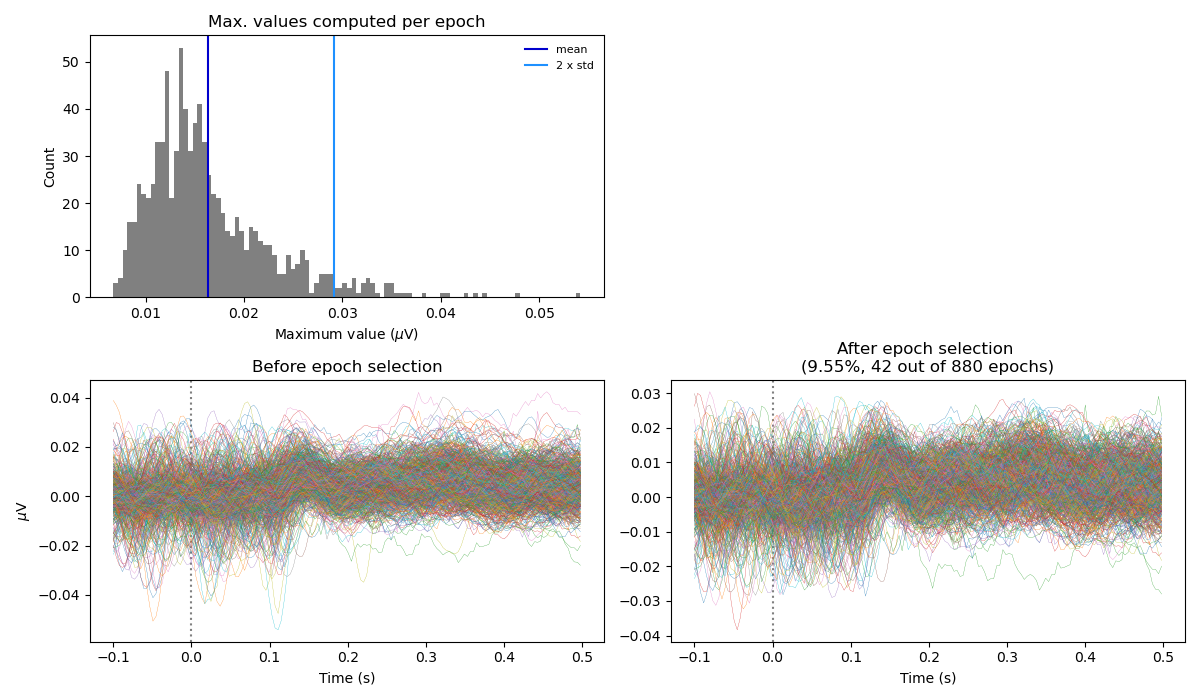 Max. values computed per epoch
mean
2 x std
Count
50
40
30
20
10
0
0.01 0.02 0.03 0.04 0.05
Maximum value (μV)
Before epoch selection
μV
0.04
0.02
0.00
−0.02
−0.04
−0.1 0.0 0.1 0.2 0.3 0.4 0.5
Time (s)
After epoch selection
(9.55%, 42 out of 880 epochs)
0.03
0.02
0.01
0.00
−0.01
−0.02
−0.03
−0.04
−0.1 0.0 0.1 0.2 0.3 0.4 0.5
Time (s)